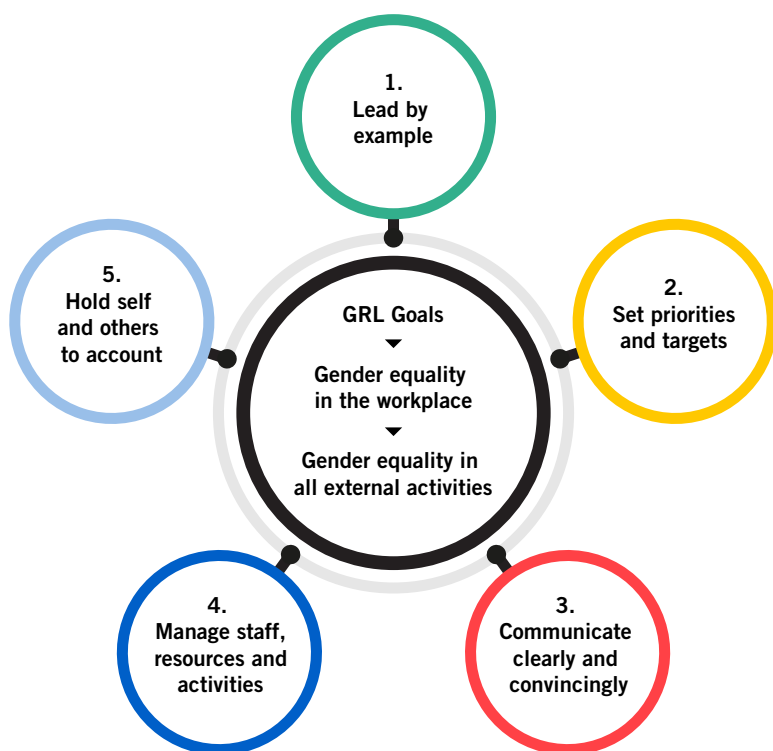 1.
Lead by
example
2.
Set priorities
and targets
3.
Communicate
clearly and
convincingly
4.
Manage staff,
resources and
activities
5.
Hold self
and others
to account
GRL Goals
Gender equality
in the workplace
Gender equality in
all external activities